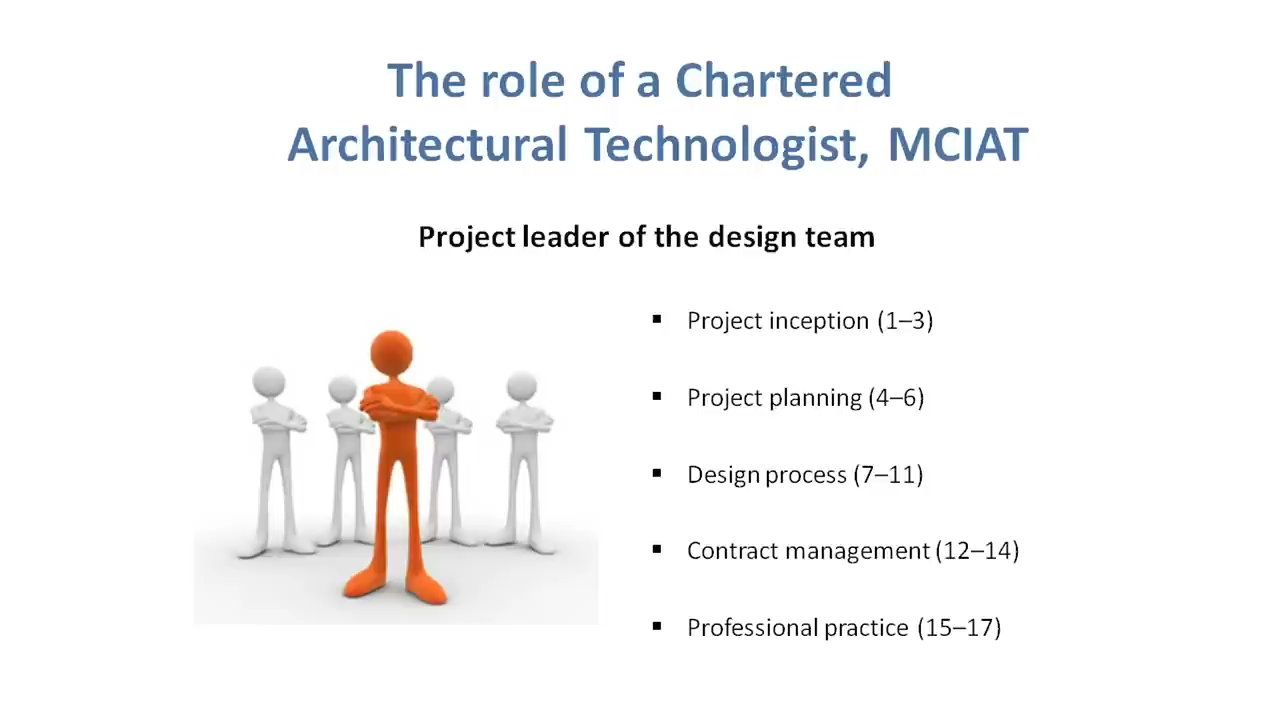 The role of a Chartered
Architectural Technologist, MCIAT
Project leader of the design team
▪ Project inception (1–3)
▪ Project planning (4–6)
▪ Design process (7–11)
▪ Contract management (12–14)
▪ Professional practice (15–17)